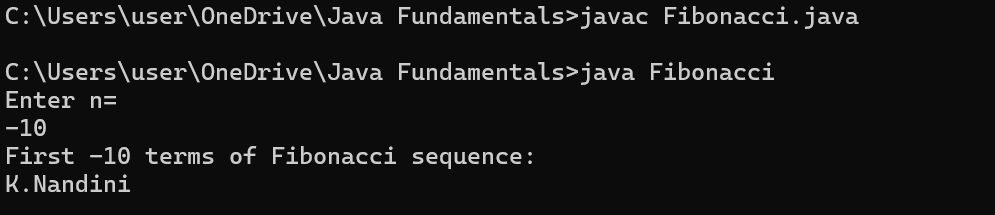 C:\Users\user\OneDrive\Java Fundamentals>javac Fibonacci.java
C:\Users\user\OneDrive\Java Fundamentals>java Fibonacci
Enter n=
-10
First -10 terms of Fibonacci sequence:
K.Nandini